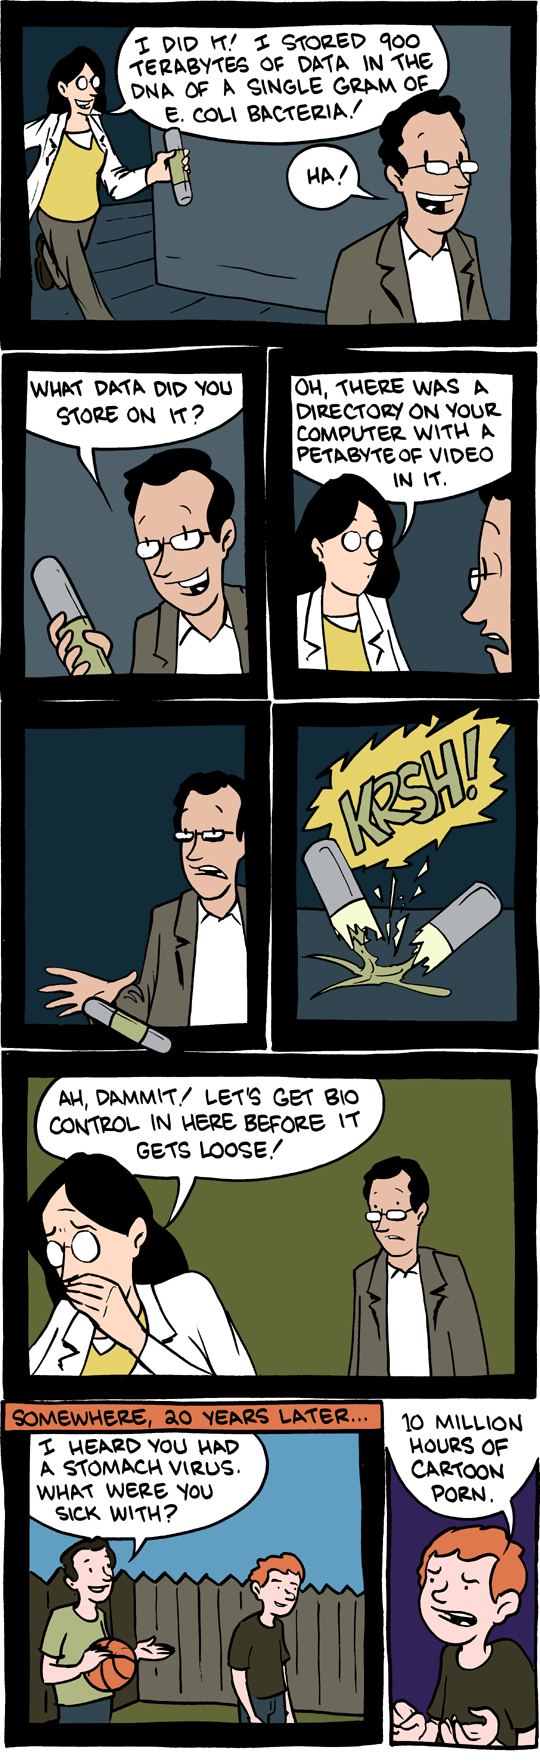 I DID IT! I STORED 900
TERABYTES OF DATA IN THE
DNA OF A SINGLE GRAM OF
E. COLI BACTERIA!
HA!
WHAT DATA DID YOU
STORE ON IT?
OH, THERE WAS A
DIRECTORY ON YOUR
COMPUTER WITH A
PETABYTE OF VIDEO
IN IT.
KRSH!
AH, DAMMIT! LET'S GET BIO
CONTROL IN HERE BEFORE IT
GETS LOOSE!
SOMEWHERE, 20 YEARS LATER...
I HEARD YOU HAD
A STOMACH VIRUS.
WHAT WERE YOU
SICK WITH?
10 MILLION
HOURS OF
CARTOON
PORN.